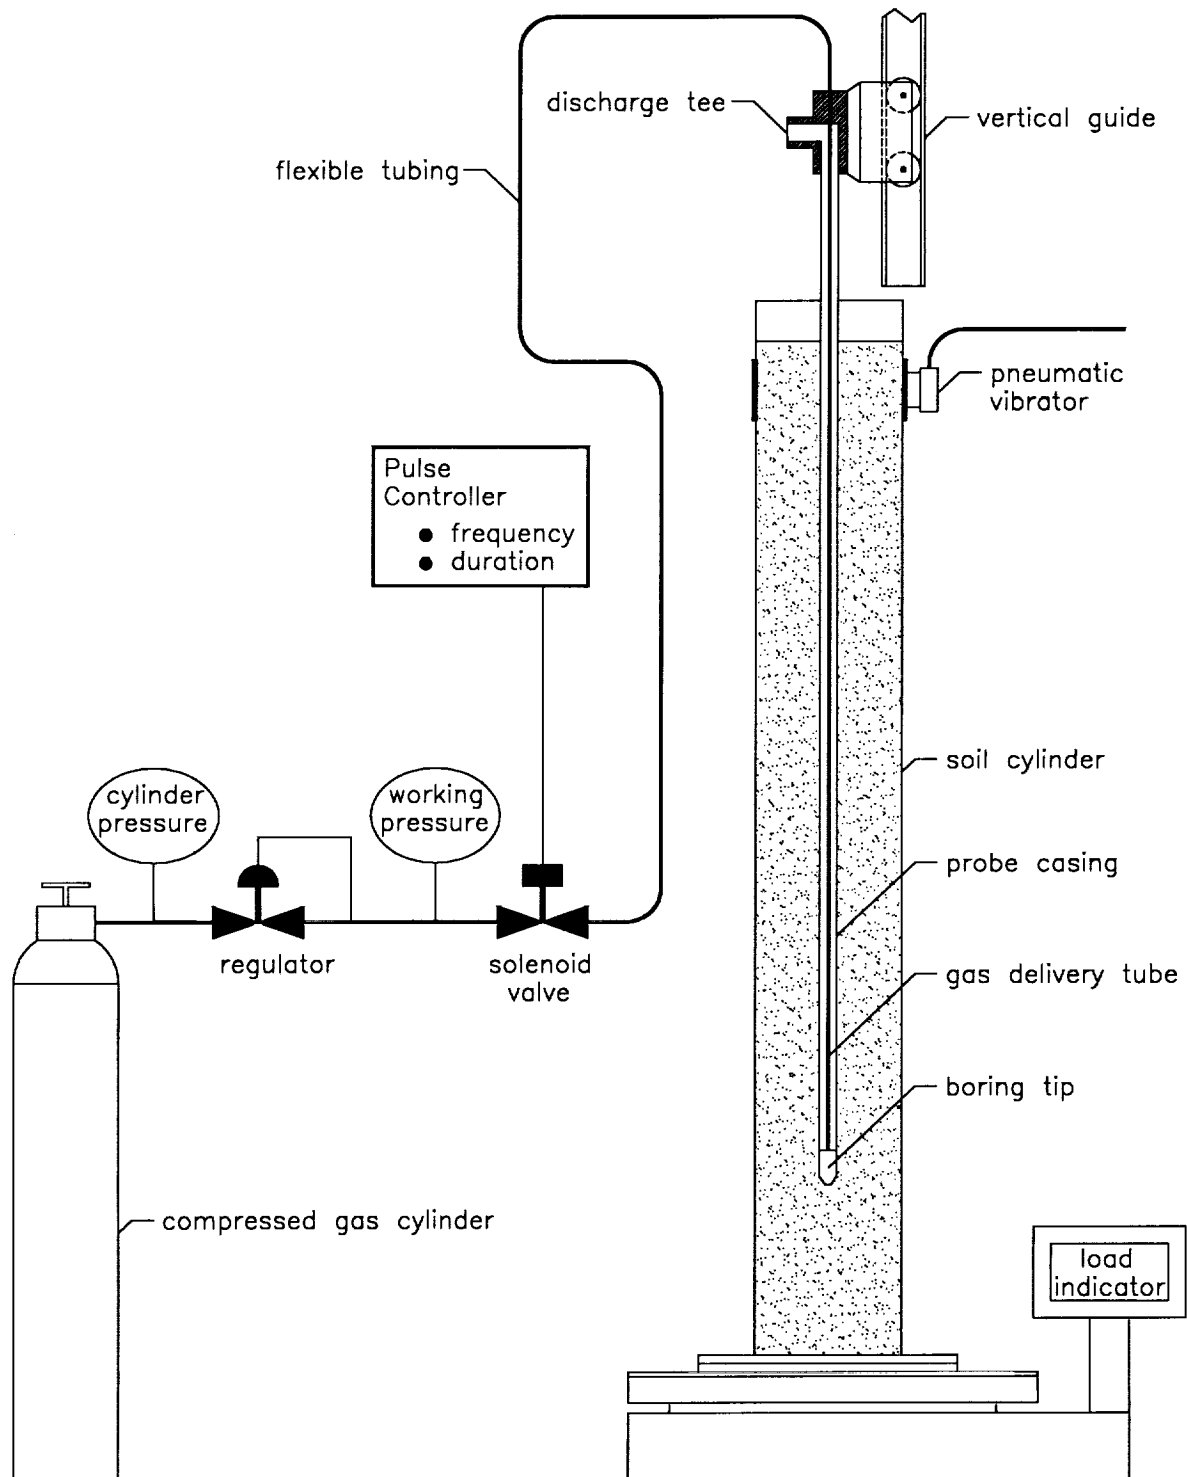 discharge tee
vertical guide
flexible tubing
pneumatic
vibrator
Pulse
Controller
● frequency
● duration
soil cylinder
cylinder
pressure
working
pressure
probe casing
regulator
solenoid
valve
gas delivery tube
boring tip
compressed gas cylinder
load
indicator